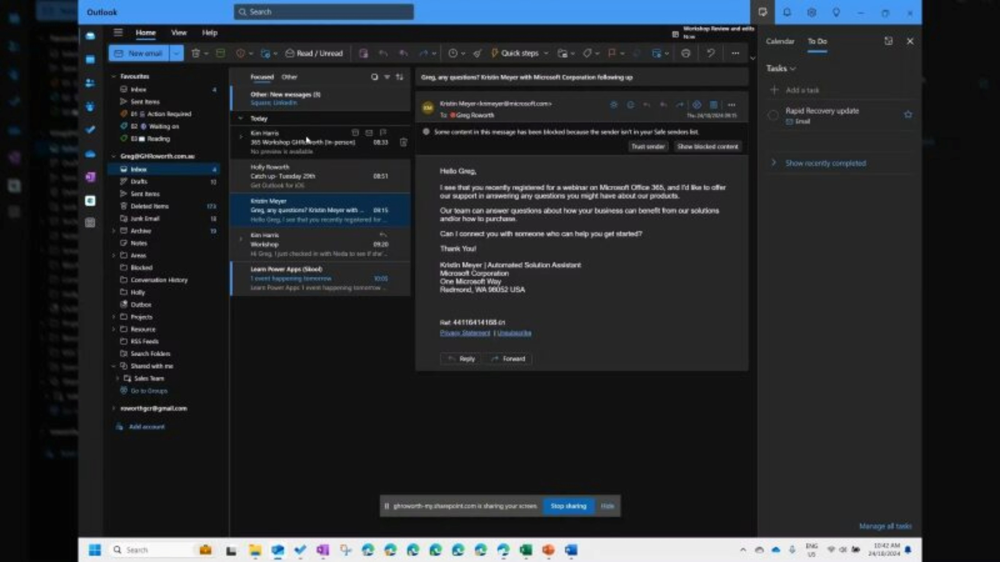 Outlook
Search
Home View Help
Workshop Review and edits
Now
New email
Read / Unread
Quick steps
Calendar To Do
Tasks
Add a task
Rapid Recovery update
Email
Show recently completed
Manage all tasks
Favourites
Inbox 4
Sent Items
01 Action Required
02 Waiting on
03 Reading
Greg@GHRoworth.com.au
Inbox 4
Drafts 10
Sent Items
Deleted Items 173
Junk Email 18
Archive 19
Notes
Areas
Blocked
Conversation History
Holly
Outbox
Projects
Resource
RSS Feeds
Search Folders
Shared with me
Sales Team
Go to Groups
roworthgcr@gmail.com
Add account
Focused Other
Other: New messages (3)
Square; LinkedIn
Today
Kim Harris
365 Workshop GHRoworth [In-person] 08:33
No preview is available
Holly Roworth
Catch up- Tuesday 29th 08:51
Get Outlook for iOS
Kristin Meyer
Greg, any questions? Kristin Meyer with ... 09:15
Hello Greg, I see that you recently registered for ...
Kim Harris
Workshop 09:20
Hi Greg, I just checked in with Neda to see if she'...
Learn Power Apps (Skool)
1 event happening tomorrow 10:05
Learn Power Apps 1 event happening tomorrow ...
Greg, any questions? Kristin Meyer with Microsoft Corporation following up
KM
Kristin Meyer<krimeyer@microsoft.com>
To: Greg Roworth
Thu 24/10/2024 09:15
Some content in this message has been blocked because the sender isn't in your Safe senders list.
Trust sender Show blocked content
Hello Greg,
I see that you recently registered for a webinar on Microsoft Office 365, and I'd like to offer
our support in answering any questions you might have about our products.
Our team can answer questions about how your business can benefit from our solutions
and/or how to purchase.
Can I connect you with someone who can help you get started?
Thank You!
Kristin Meyer | Automated Solution Assistant
Microsoft Corporation
One Microsoft Way
Redmond, WA 98052 USA
Ref: 44116414168-01
Privacy Statement | Unsubscribe
Reply Forward
ghroworth-my.sharepoint.com is sharing your screen. Stop sharing Hide
Search
ENG
US
10:42 AM
24/10/2024